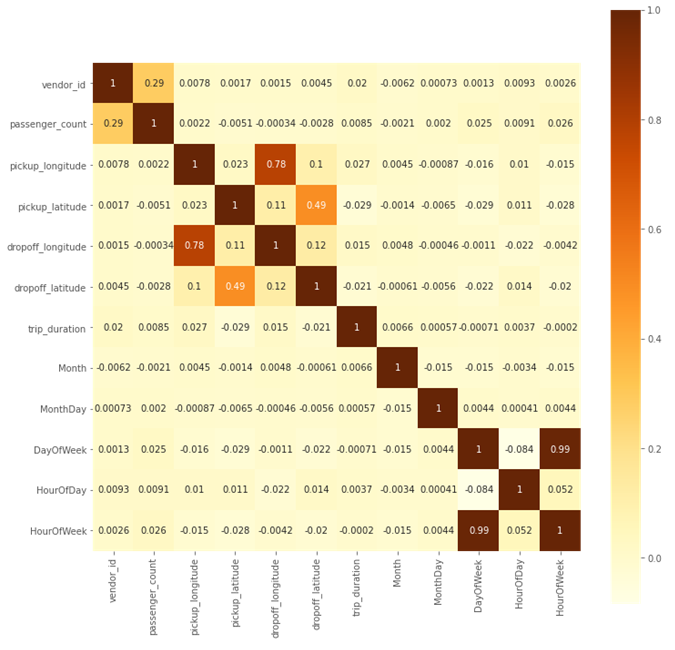 1.0
vendor_id 1 0.29 0.0078 0.0017 0.0015 0.0045 0.02 -0.0062 0.00073 0.0013 0.0093 0.0026
passenger_count 0.29 1 0.0022 -0.0051 -0.00034 -0.0028 0.0085 -0.0021 0.002 0.025 0.0091 0.026
0.8
pickup_longitude 0.0078 0.0022 1 0.023 0.78 0.1 0.027 0.0045 -0.00087 -0.016 0.01 -0.015
pickup_latitude 0.0017 -0.0051 0.023 1 0.11 0.49 -0.029 -0.0014 -0.0065 -0.029 0.011 -0.028
0.6
dropoff_longitude 0.0015 -0.00034 0.78 0.11 1 0.12 0.015 0.0048 -0.00046 -0.0011 -0.022 -0.0042
dropoff_latitude 0.0045 -0.0028 0.1 0.49 0.12 1 -0.021 -0.00061 -0.0056 -0.022 0.014 -0.02
trip_duration 0.02 0.0085 0.027 -0.029 0.015 -0.021 1 0.0066 0.00057 -0.00071 0.0037 -0.0002
0.4
Month -0.0062 -0.0021 0.0045 -0.0014 0.0048 -0.00061 0.0066 1 -0.015 -0.015 -0.0034 -0.015
MonthDay 0.00073 0.002 -0.00087 -0.0065 -0.00046 -0.0056 0.00057 -0.015 1 0.0044 0.00041 0.0044
0.2
DayOfWeek 0.0013 0.025 -0.016 -0.029 -0.0011 -0.022 -0.00071 -0.015 0.0044 1 -0.084 0.99
HourOfDay 0.0093 0.0091 0.01 0.011 -0.022 0.014 0.0037 -0.0034 0.00041 -0.084 1 0.052
HourOfWeek 0.0026 0.026 -0.015 -0.028 -0.0042 -0.02 -0.0002 -0.015 0.0044 0.99 0.052 1
0.0
vendor_id
passenger_count
pickup_longitude
pickup_latitude
dropoff_longitude
dropoff_latitude
trip_duration
Month
MonthDay
DayOfWeek
HourOfDay
HourOfWeek